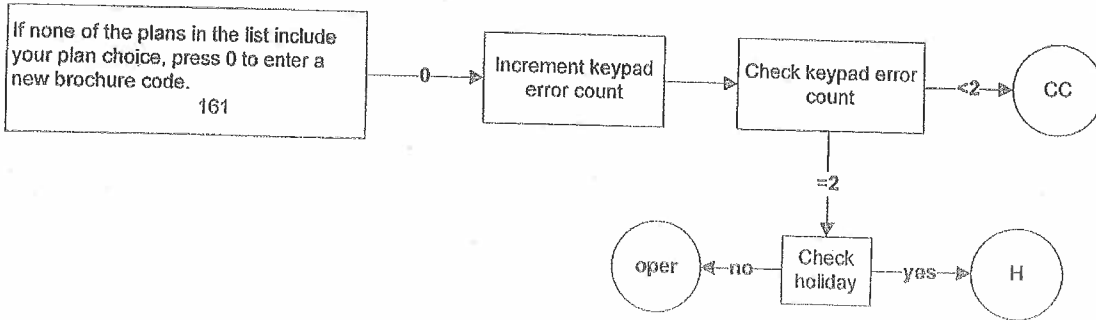 If none of the plans in the list include
your plan choice, press 0 to enter a
new brochure code.
161
0
Increment keypad
error count
Check keypad error
count
<2
CC
=2
oper
no
Check
holiday
yes
H